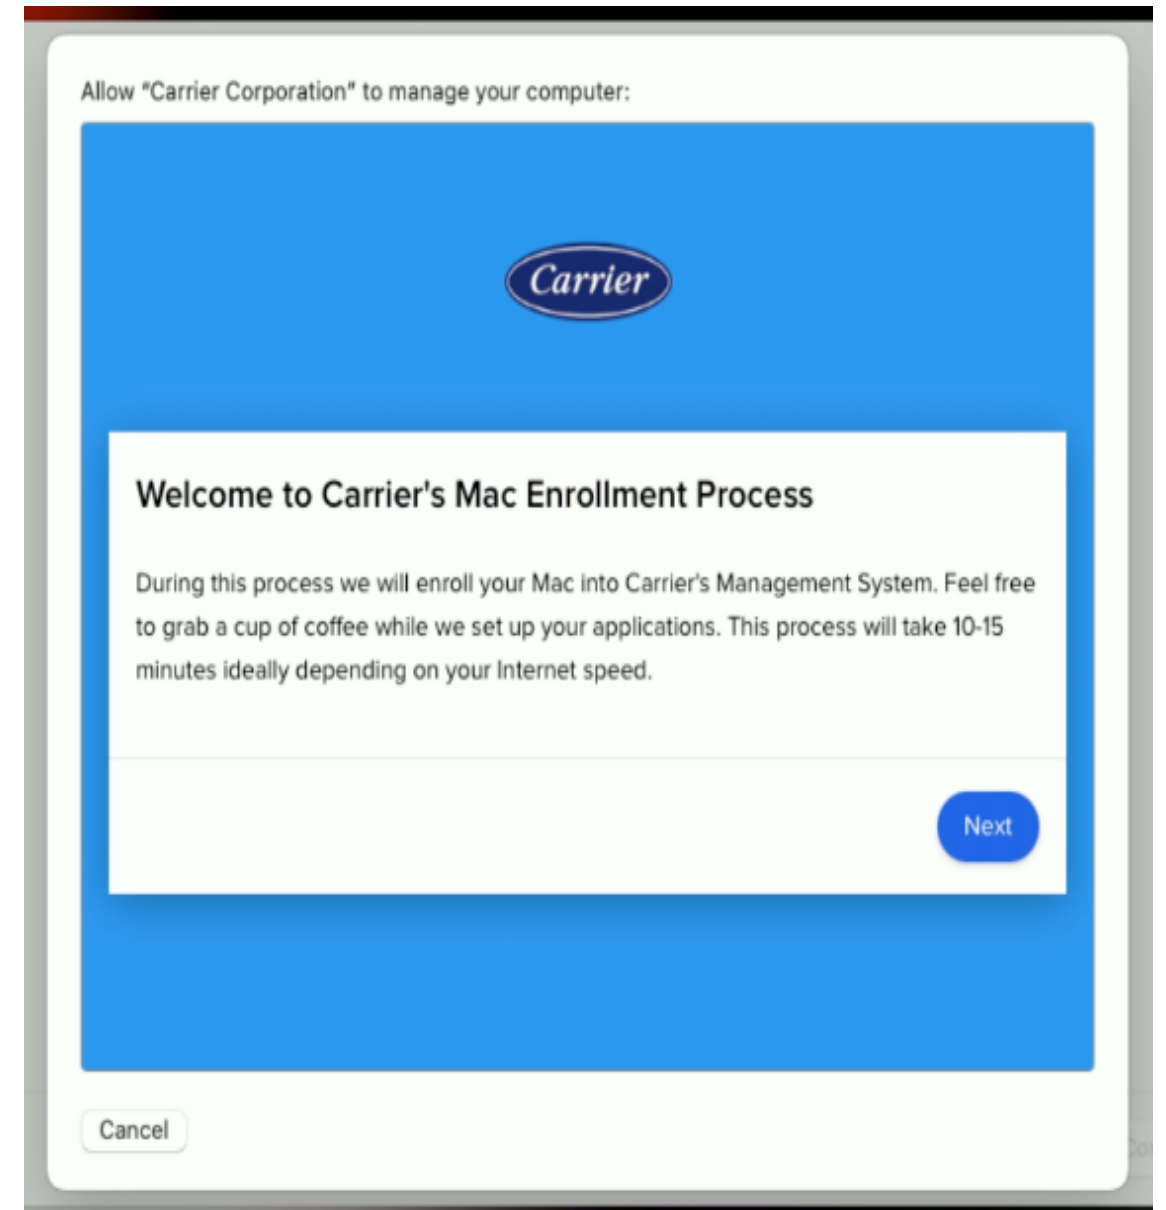 Allow “Carrier Corporation” to manage your computer:
Carrier
Welcome to Carrier's Mac Enrollment Process
During this process we will enroll your Mac into Carrier's Management System. Feel free
to grab a cup of coffee while we set up your applications. This process will take 10-15
minutes ideally depending on your Internet speed.
Next
Cancel